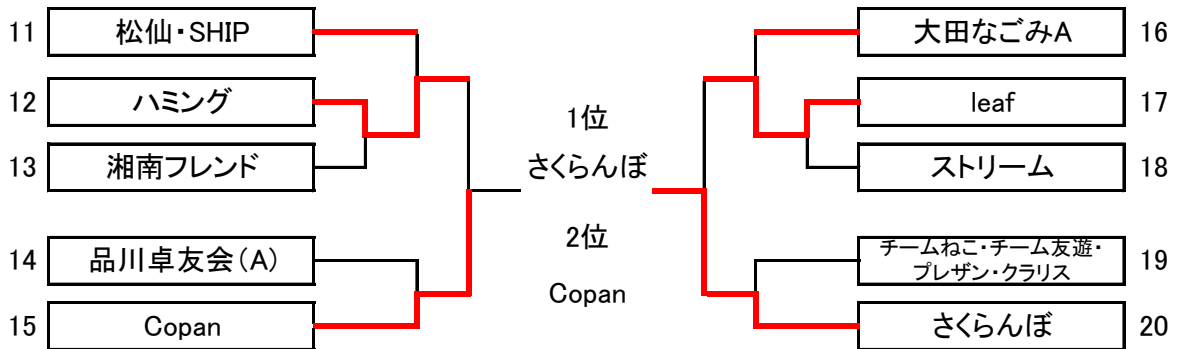 11 松仙・SHIP
12 ハミング
13 湘南フレンド
14 品川卓友会(A)
15 Copan
1位
さくらんぼ
2位
Copan
大田なごみA 16
leaf 17
ストリーム 18
チームねこ・チーム友遊・
プレザン・クラリス 19
さくらんぼ 20